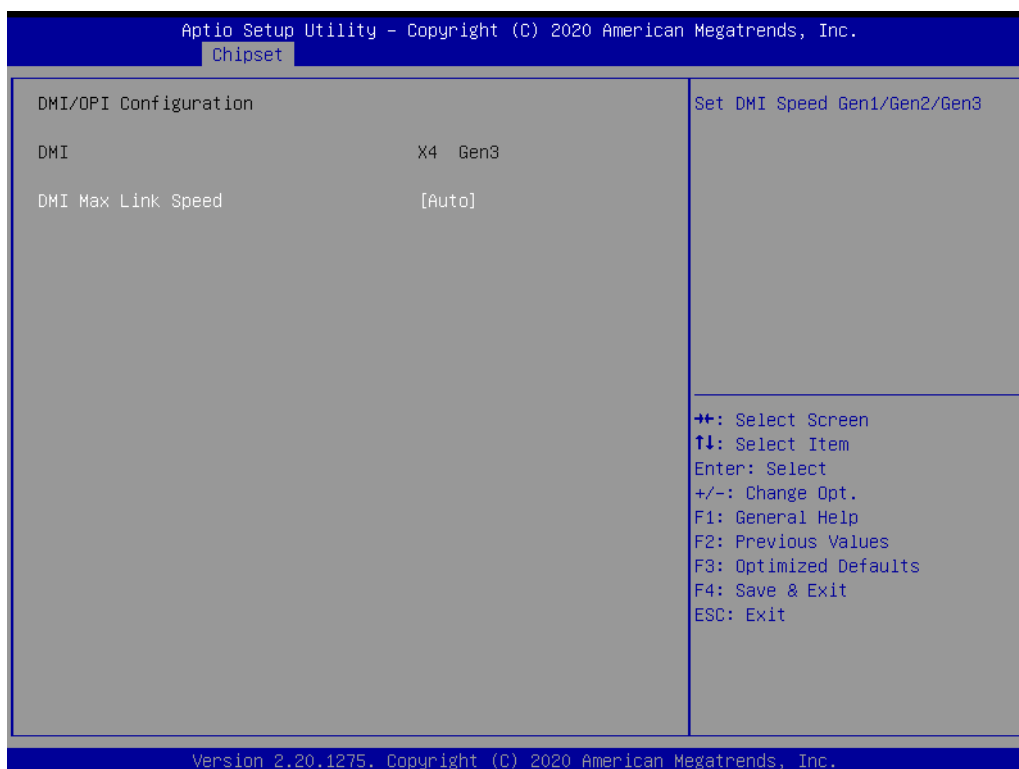 Aptio Setup Utility – Copyright (C) 2020 American Megatrends, Inc.
Chipset
DMI/OPI Configuration
DMI X4 Gen3
DMI Max Link Speed [Auto]
Set DMI Speed Gen1/Gen2/Gen3
→←: Select Screen
↑↓: Select Item
Enter: Select
+/-: Change Opt.
F1: General Help
F2: Previous Values
F3: Optimized Defaults
F4: Save & Exit
ESC: Exit
Version 2.20.1275. Copyright (C) 2020 American Megatrends, Inc.